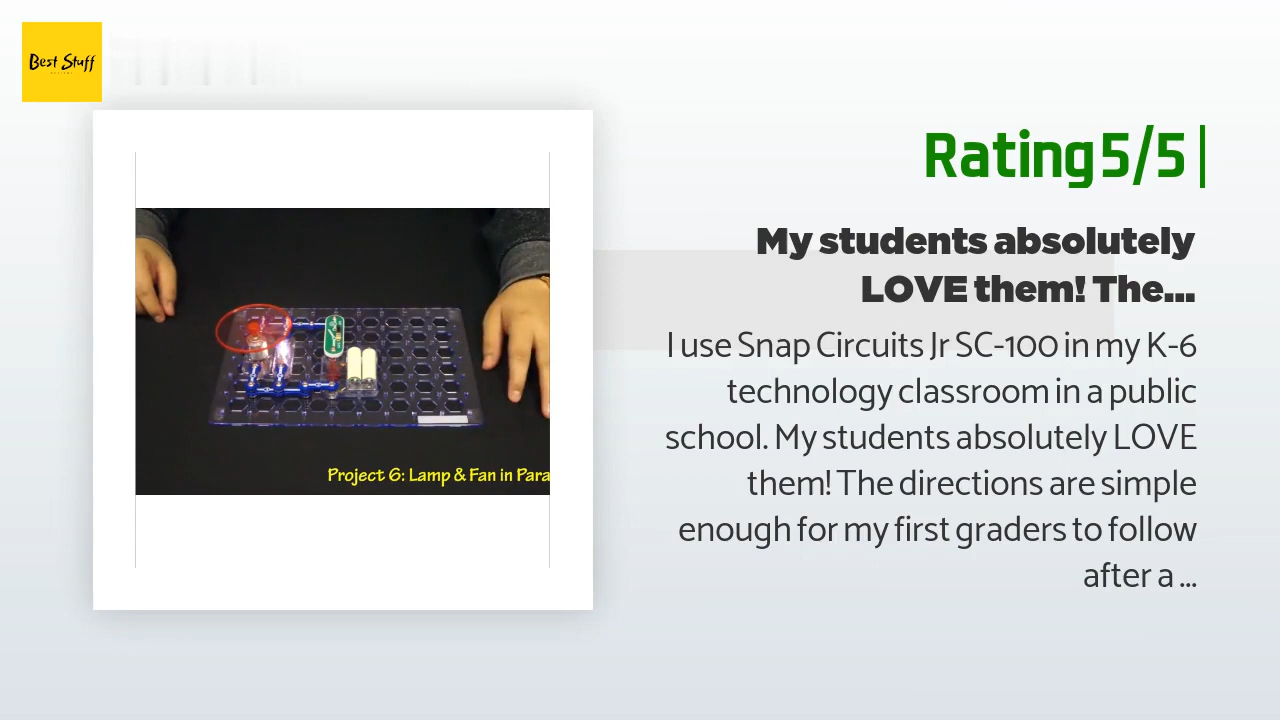 Best Stuff
Rating 5/5
My students absolutely
LOVE them! The...
I use Snap Circuits Jr SC-100 in my K-6
technology classroom in a public
school. My students absolutely LOVE
them! The directions are simple
enough for my first graders to follow
after a ...
Project 6: Lamp & Fan in Para